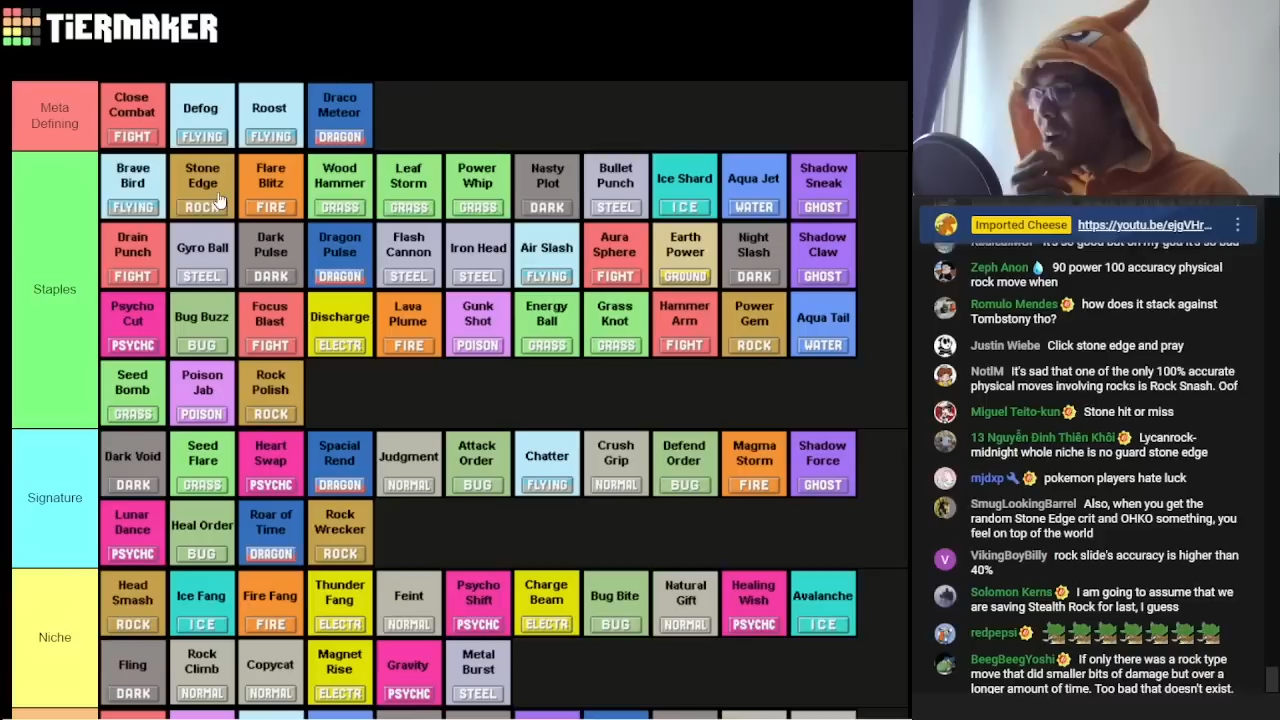 TiERMAKER
Meta
Defining
Close
Combat
FIGHT
Defog
FLYING
Roost
FLYING
Draco
Meteor
DRAGON
Staples
Brave
Bird
FLYING
Stone
Edge
ROCK
Flare
Blitz
FIRE
Wood
Hammer
GRASS
Leaf
Storm
GRASS
Power
Whip
GRASS
Nasty
Plot
DARK
Bullet
Punch
STEEL
Ice Shard
ICE
Aqua Jet
WATER
Shadow
Sneak
GHOST
Drain
Punch
FIGHT
Gyro Ball
STEEL
Dark
Pulse
DARK
Dragon
Pulse
DRAGON
Flash
Cannon
STEEL
Iron Head
STEEL
Air Slash
FLYING
Aura
Sphere
FIGHT
Earth
Power
GROUND
Night
Slash
DARK
Shadow
Claw
GHOST
Psycho
Cut
PSYCHC
Bug Buzz
BUG
Focus
Blast
FIGHT
Discharge
ELECTR
Lava
Plume
FIRE
Gunk
Shot
POISON
Energy
Ball
GRASS
Grass
Knot
GRASS
Hammer
Arm
FIGHT
Power
Gem
ROCK
Aqua Tail
WATER
Seed
Bomb
GRASS
Poison
Jab
POISON
Rock
Polish
ROCK
Signature
Dark Void
DARK
Seed
Flare
GRASS
Heart
Swap
PSYCHC
Spacial
Rend
DRAGON
Judgment
NORMAL
Attack
Order
BUG
Chatter
FLYING
Crush
Grip
NORMAL
Defend
Order
BUG
Magma
Storm
FIRE
Shadow
Force
GHOST
Lunar
Dance
PSYCHC
Heal Order
BUG
Roar of
Time
DRAGON
Rock
Wrecker
ROCK
Niche
Head
Smash
ROCK
Ice Fang
ICE
Fire Fang
FIRE
Thunder
Fang
ELECTR
Feint
NORMAL
Psycho
Shift
PSYCHC
Charge
Beam
ELECTR
Bug Bite
BUG
Natural
Gift
NORMAL
Healing
Wish
PSYCHC
Avalanche
ICE
Fling
DARK
Rock
Climb
NORMAL
Copycat
NORMAL
Magnet
Rise
ELECTR
Gravity
PSYCHC
Metal
Burst
STEEL
Imported Cheese https://youtu.be/ejgVHr...
Zeph Anon 90 power 100 accuracy physical
rock move when
Romulo Mendes how does it stack against
Tombstony tho?
Justin Wiebe Click stone edge and pray
NotIM It's sad that one of the only 100% accurate
physical moves involving rocks is Rock Snash. Oof
Miguel Teito-kun Stone hit or miss
13 Nguyễn Đinh Thiên Khôi Lycanrock-
midnight whole niche is no guard stone edge
mjdxp pokemon players hate luck
SmugLookingBarrel Also, when you get the
random Stone Edge crit and OHKO something, you
feel on top of the world
VikingBoyBilly rock slide's accuracy is higher than
40%
Solomon Kerns I am going to assume that we
are saving Stealth Rock for last, I guess
redpepsi
BeegBeegYoshi If only there was a rock type
move that did smaller bits of damage but over a
longer amount of time. Too bad that doesn't exist.